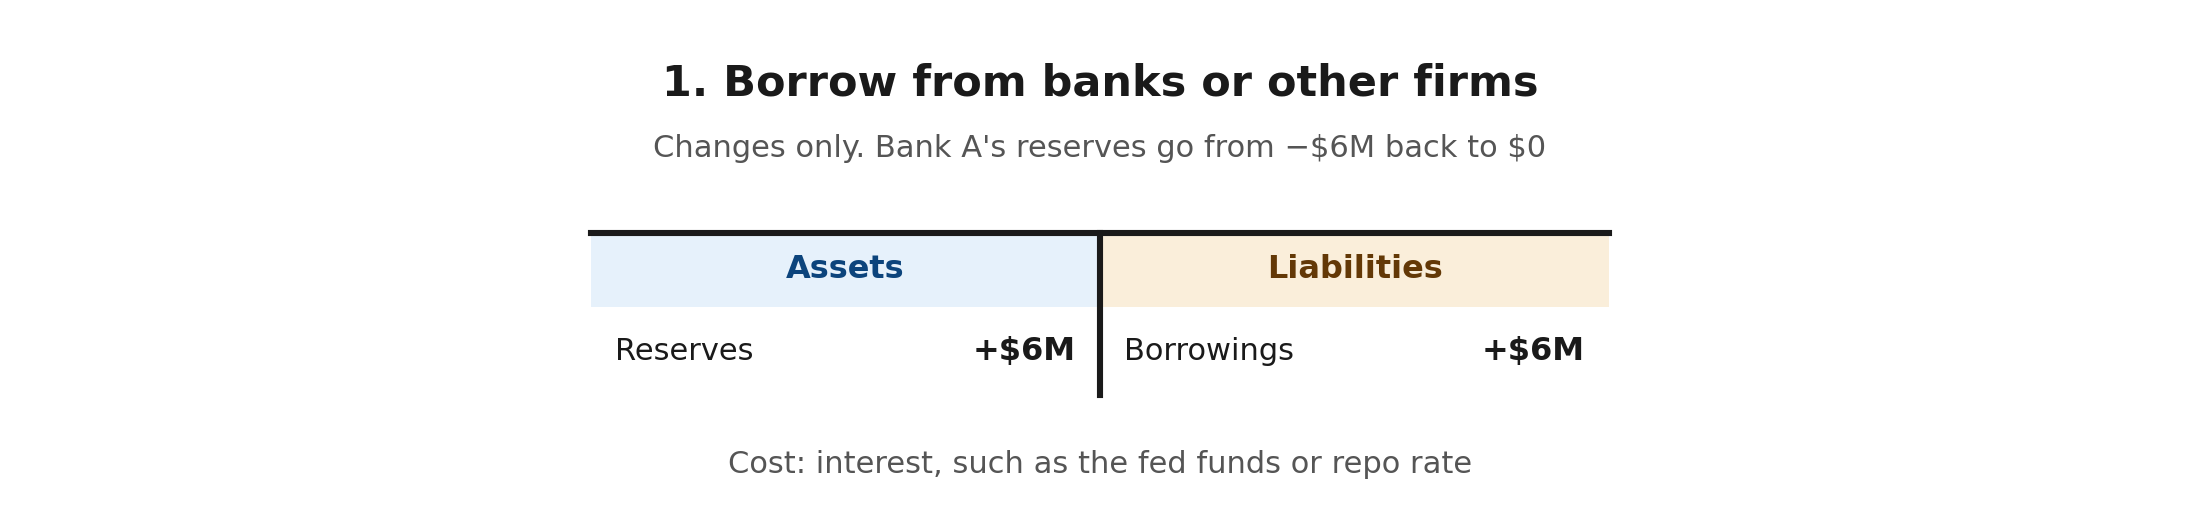 1. Borrow from banks or other firms
Changes only. Bank A's reserves go from −$6M back to $0
Assets Liabilities
Reserves +$6M Borrowings +$6M
Cost: interest, such as the fed funds or repo rate